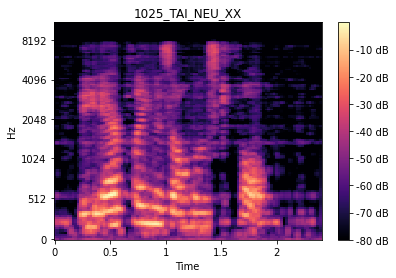 1025_TAI_NEU_XX
8192
4096
2048
1024
512
0
Hz
0
0.5
1
1.5
2
Time
-10 dB
-20 dB
-30 dB
-40 dB
-50 dB
-60 dB
-70 dB
-80 dB